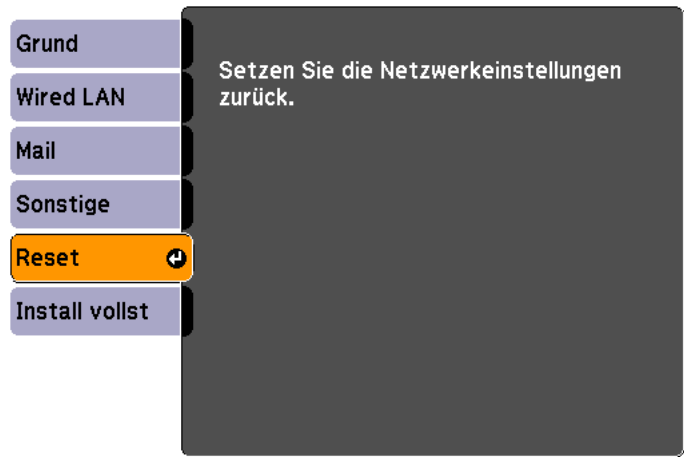 Grund
Wired LAN
Mail
Sonstige
Reset
Install vollst
Setzen Sie die Netzwerkeinstellungen
zurück.